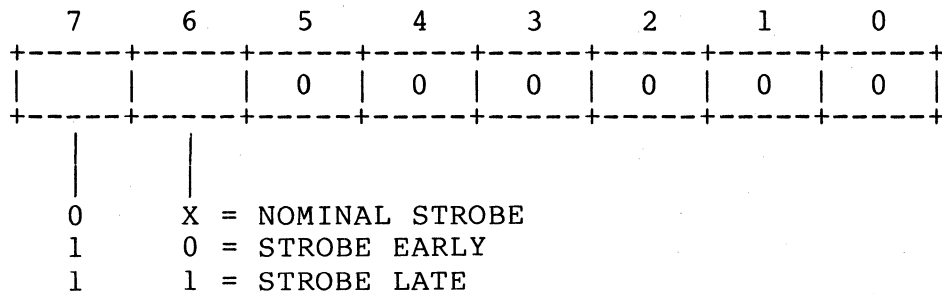 7 6 5 4 3 2 1 0
+-----+-----+-----+-----+-----+-----+-----+-----+
| | | 0 | 0 | 0 | 0 | 0 | 0 |
+-----+-----+-----+-----+-----+-----+-----+-----+
0 X = NOMINAL STROBE
1 0 = STROBE EARLY
1 1 = STROBE LATE